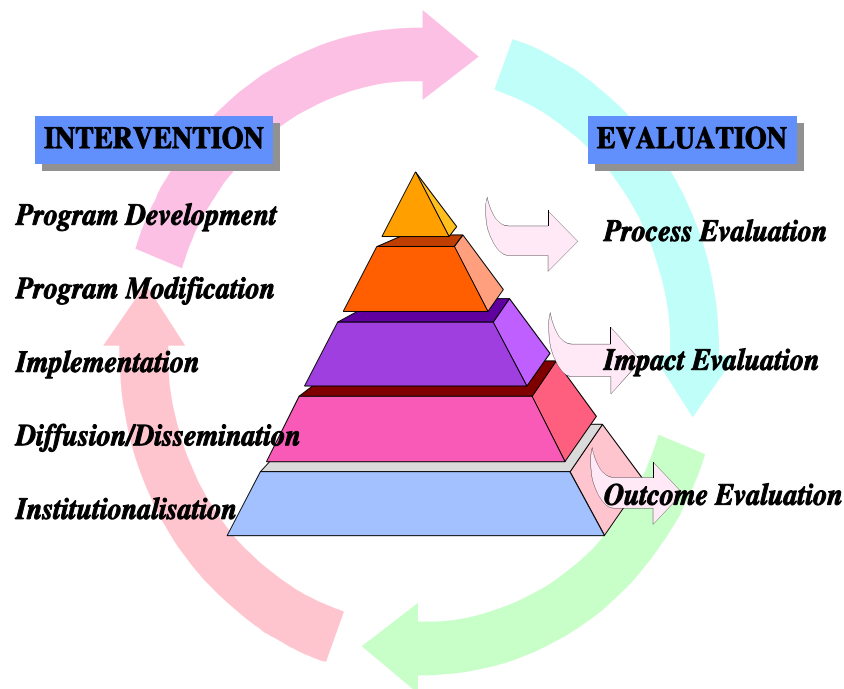 INTERVENTION
Program Development
Program Modification
Implementation
Diffusion/Dissemination
Institutionalisation
EVALUATION
Process Evaluation
Impact Evaluation
Outcome Evaluation